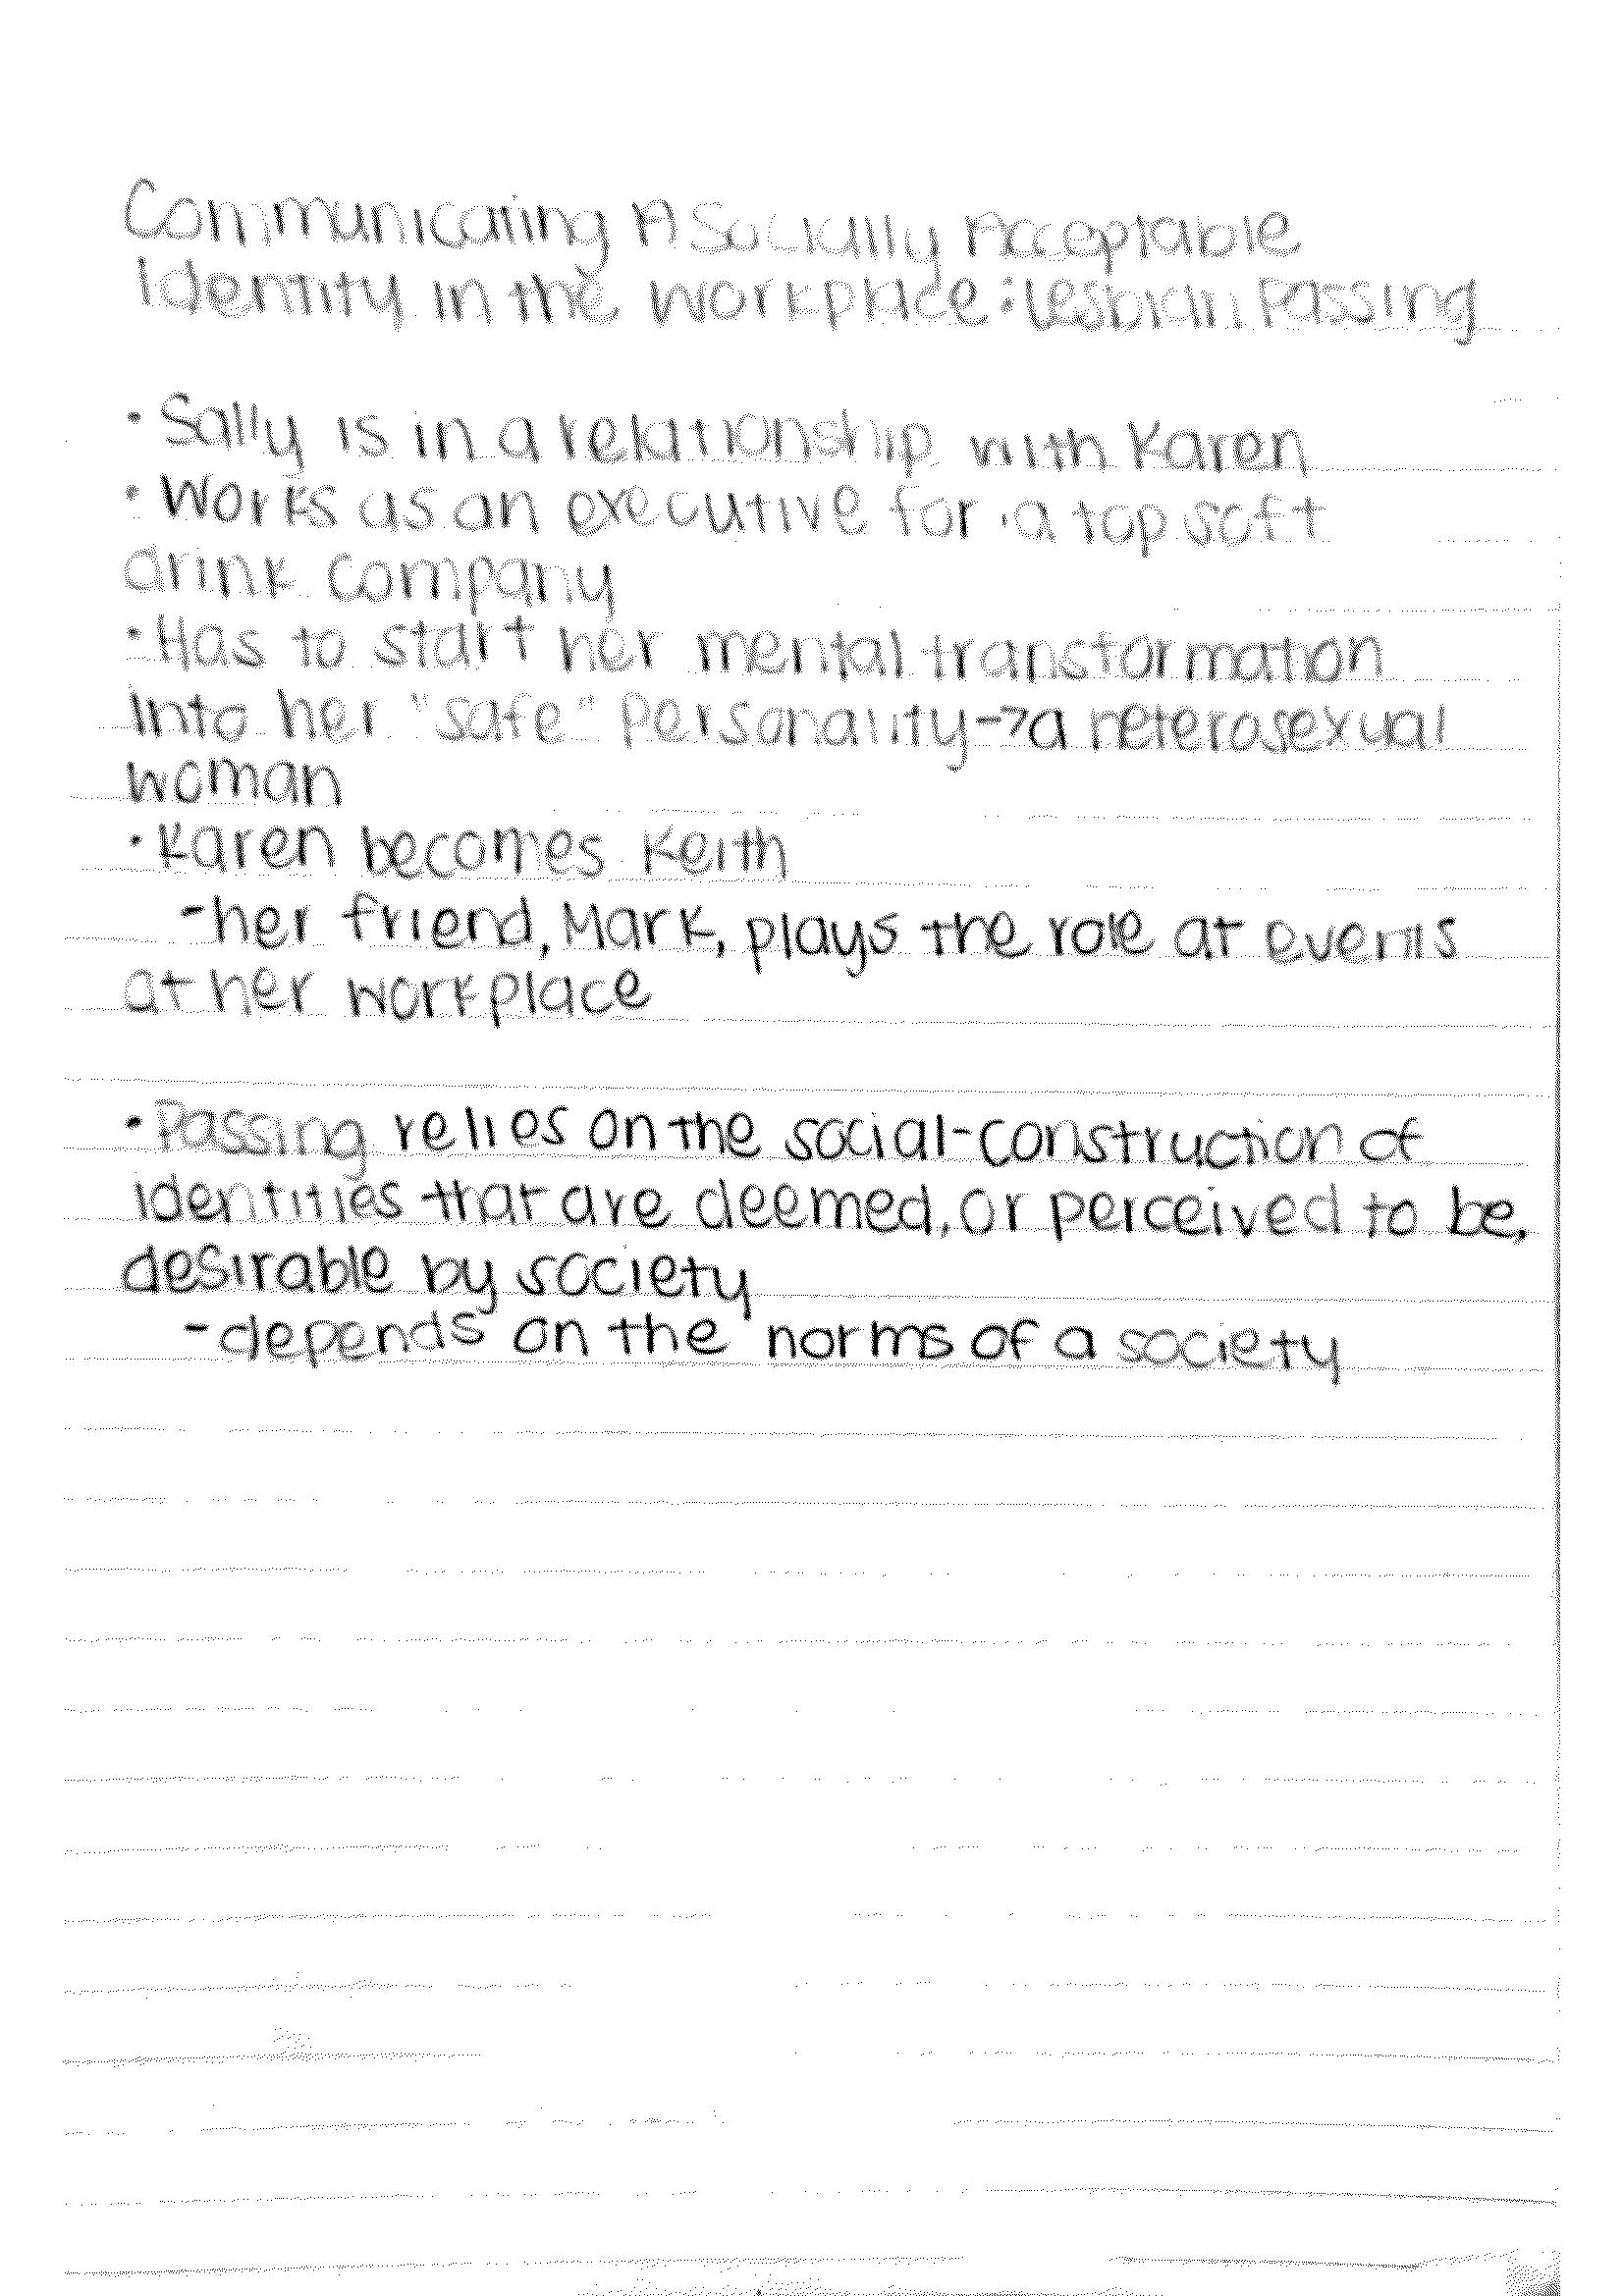 Communicating A Socially Acceptable
Identity in the workplace: Lesbian Passing
• Sally is in a relationship with Karen
• Works as an executive for a top soft
drink company
• Has to start her mental transformation
into her "safe" personality → a heterosexual
woman
• Karen becomes Keith
- her friend, Mark, plays the role at events
at her workplace
• Passing relies on the social-construction of
identities that are deemed, or perceived to be,
desirable by society
- depends on the norms of a society